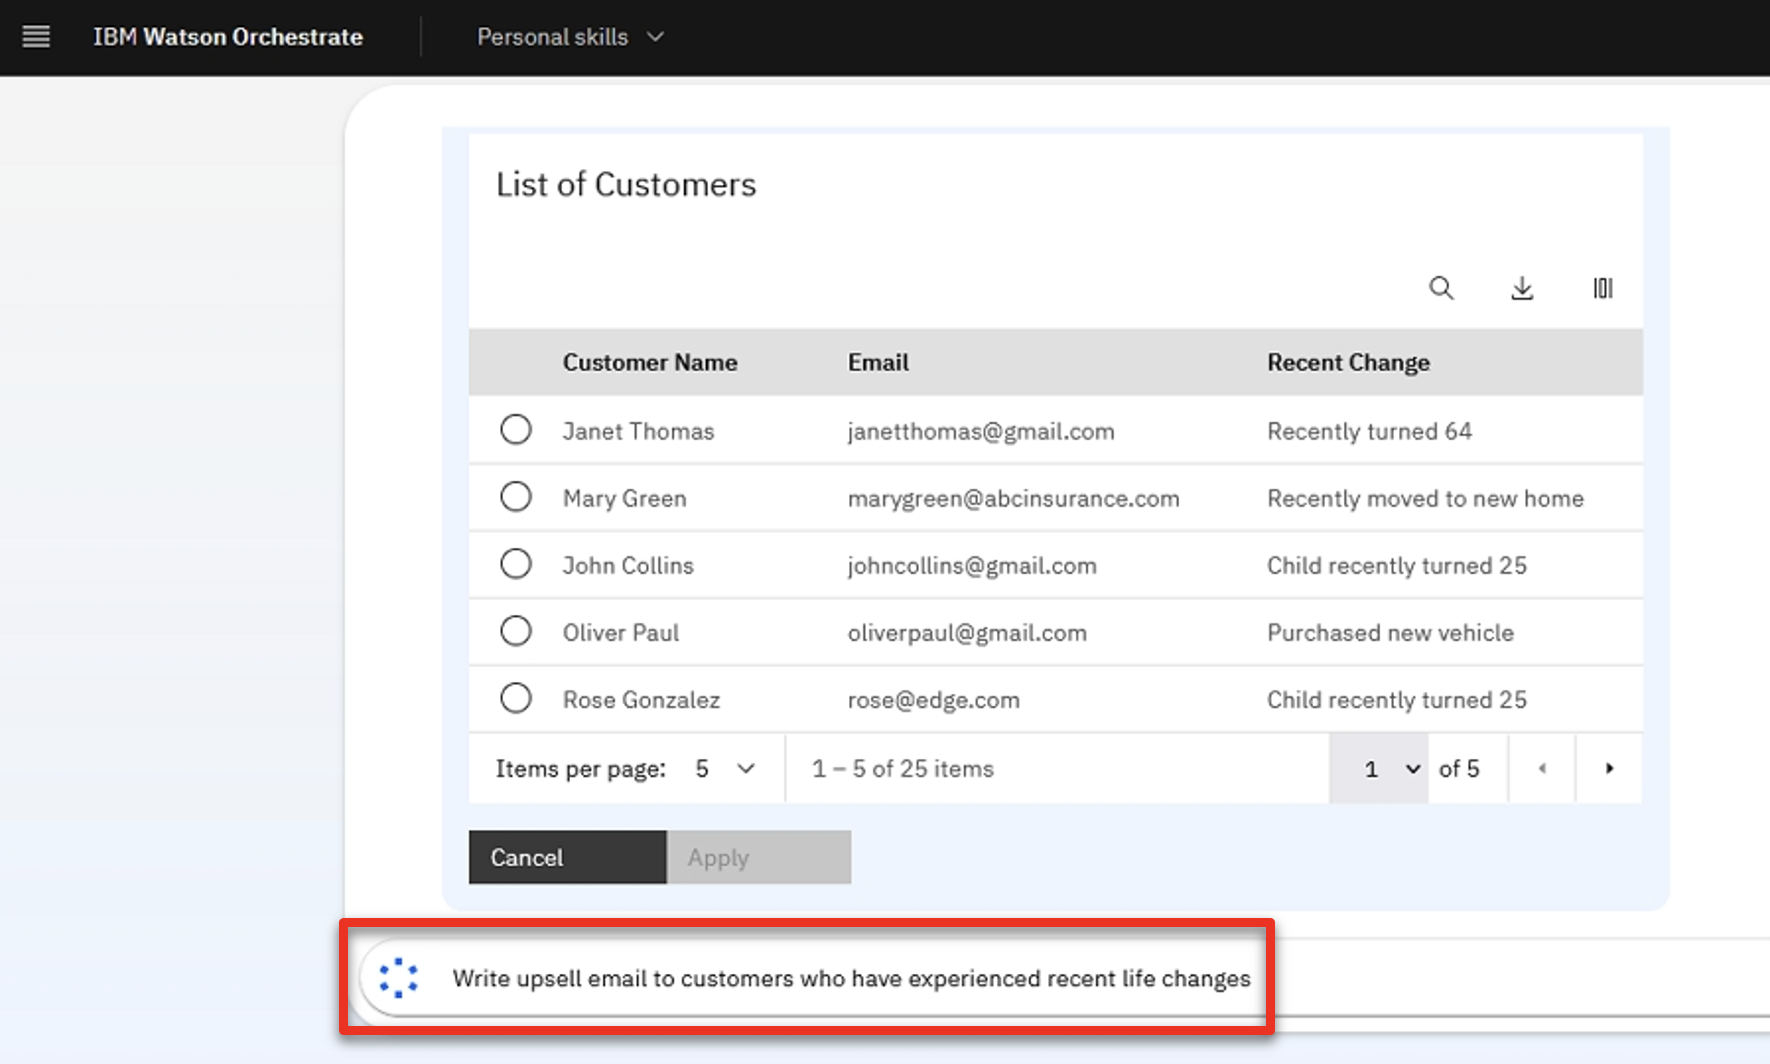 IBM Watson Orchestrate Personal skills
List of Customers
Customer Name Email Recent Change
Janet Thomas janetthomas@gmail.com Recently turned 64
Mary Green marygreen@abcinsurance.com Recently moved to new home
John Collins johncollins@gmail.com Child recently turned 25
Oliver Paul oliverpaul@gmail.com Purchased new vehicle
Rose Gonzalez rose@edge.com Child recently turned 25
Items per page: 5 1 – 5 of 25 items 1 of 5
Cancel Apply
Write upsell email to customers who have experienced recent life changes